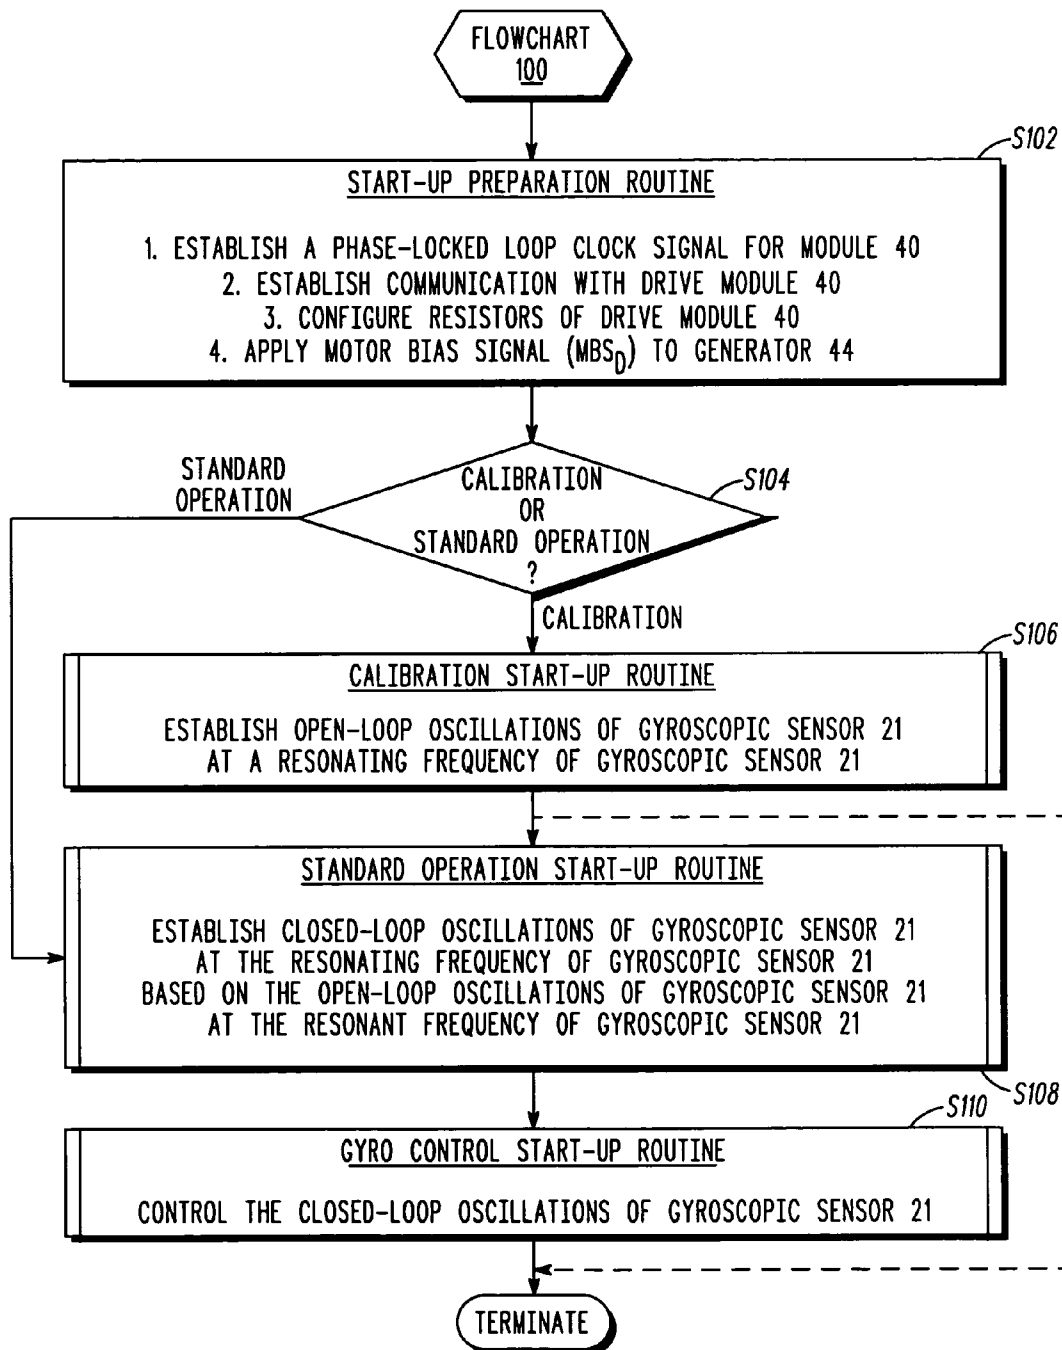 FLOWCHART
100
S102
START-UP PREPARATION ROUTINE
1. ESTABLISH A PHASE-LOCKED LOOP CLOCK SIGNAL FOR MODULE 40
2. ESTABLISH COMMUNICATION WITH DRIVE MODULE 40
3. CONFIGURE RESISTORS OF DRIVE MODULE 40
4. APPLY MOTOR BIAS SIGNAL (MBSD) TO GENERATOR 44
STANDARD
OPERATION
CALIBRATION
OR
STANDARD OPERATION
?
S104
CALIBRATION
S106
CALIBRATION START-UP ROUTINE
ESTABLISH OPEN-LOOP OSCILLATIONS OF GYROSCOPIC SENSOR 21
AT A RESONATING FREQUENCY OF GYROSCOPIC SENSOR 21
STANDARD OPERATION START-UP ROUTINE
ESTABLISH CLOSED-LOOP OSCILLATIONS OF GYROSCOPIC SENSOR 21
AT THE RESONATING FREQUENCY OF GYROSCOPIC SENSOR 21
BASED ON THE OPEN-LOOP OSCILLATIONS OF GYROSCOPIC SENSOR 21
AT THE RESONANT FREQUENCY OF GYROSCOPIC SENSOR 21
S108
S110
GYRO CONTROL START-UP ROUTINE
CONTROL THE CLOSED-LOOP OSCILLATIONS OF GYROSCOPIC SENSOR 21
TERMINATE